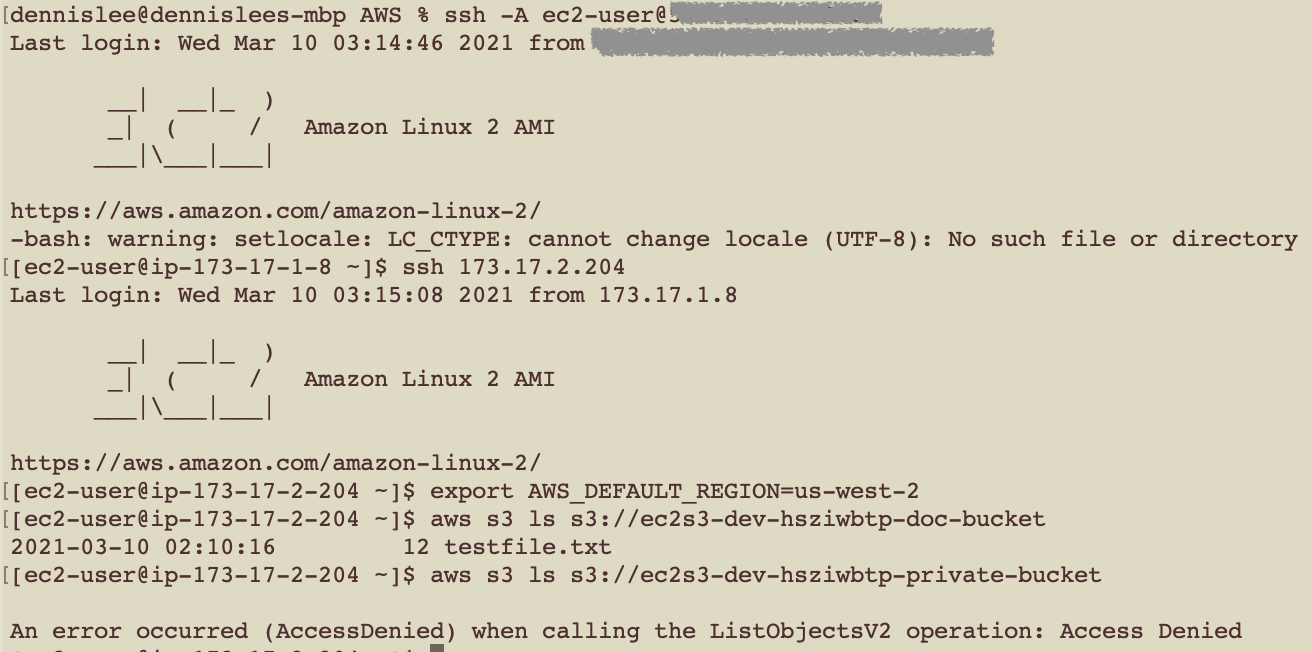 [dennislee@dennislees-mbp AWS % ssh -A ec2-user@
Last login: Wed Mar 10 03:14:46 2021 from
       __|  __|_  )
       _|  (     /   Amazon Linux 2 AMI
      ___|\___|___|
https://aws.amazon.com/amazon-linux-2/
-bash: warning: setlocale: LC_CTYPE: cannot change locale (UTF-8): No such file or directory
[[ec2-user@ip-173-17-1-8 ~]$ ssh 173.17.2.204
Last login: Wed Mar 10 03:15:08 2021 from 173.17.1.8
       __|  __|_  )
       _|  (     /   Amazon Linux 2 AMI
      ___|\___|___|
https://aws.amazon.com/amazon-linux-2/
[[ec2-user@ip-173-17-2-204 ~]$ export AWS_DEFAULT_REGION=us-west-2
[[ec2-user@ip-173-17-2-204 ~]$ aws s3 ls s3://ec2s3-dev-hsziwbtp-doc-bucket
2021-03-10 02:10:16         12 testfile.txt
[[ec2-user@ip-173-17-2-204 ~]$ aws s3 ls s3://ec2s3-dev-hsziwbtp-private-bucket
An error occurred (AccessDenied) when calling the ListObjectsV2 operation: Access Denied